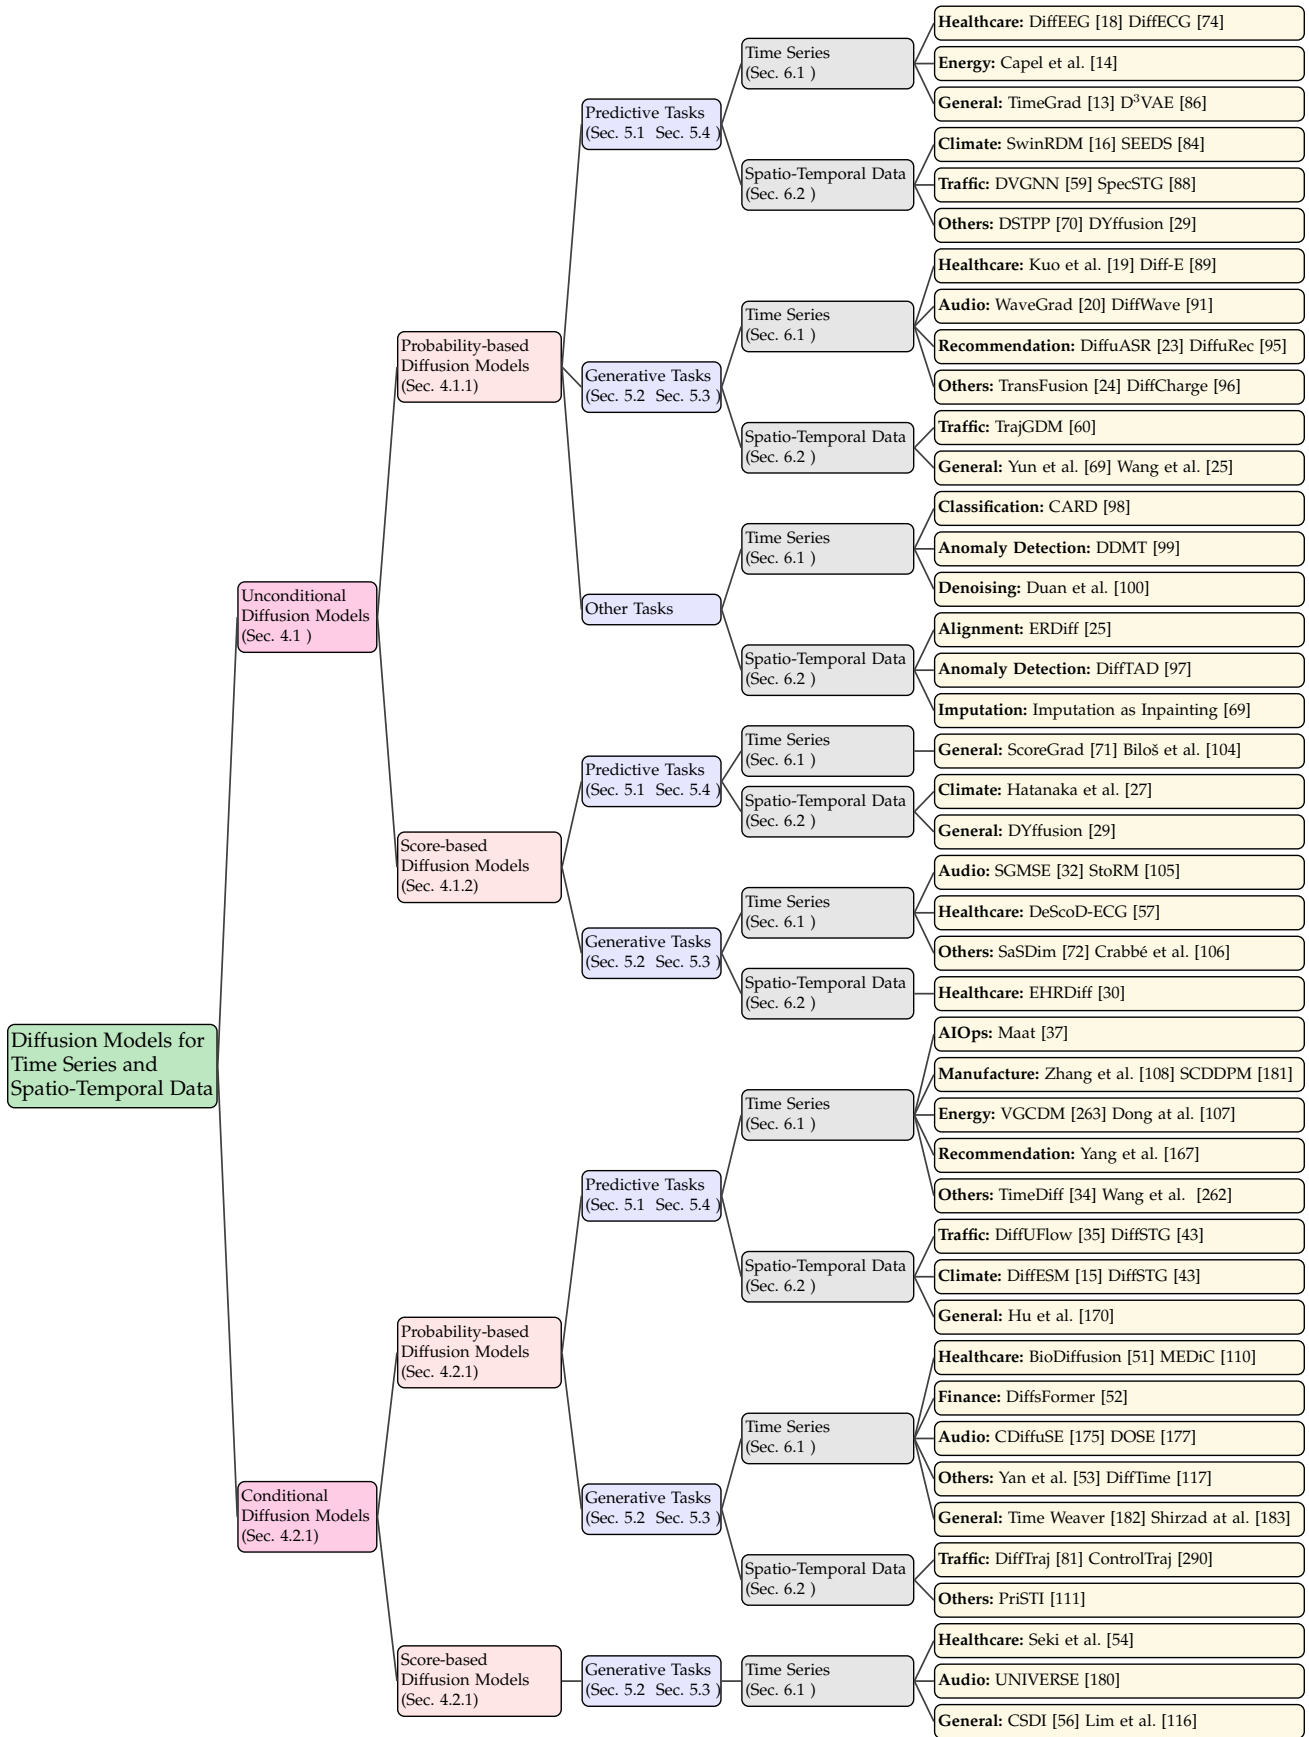 Diffusion Models for
Time Series and
Spatio-Temporal Data
Unconditional
Diffusion Models
(Sec. 4.1 )
Probability-based
Diffusion Models
(Sec. 4.1.1)
Predictive Tasks
(Sec. 5.1 Sec. 5.4 )
Time Series
(Sec. 6.1 )
Healthcare: DiffEEG [18] DiffECG [74]
Energy: Capel et al. [14]
General: TimeGrad [13] D³VAE [86]
Spatio-Temporal Data
(Sec. 6.2 )
Climate: SwinRDM [16] SEEDS [84]
Traffic: DVGNN [59] SpecSTG [88]
Others: DSTPP [70] DYffusion [29]
Generative Tasks
(Sec. 5.2 Sec. 5.3 )
Time Series
(Sec. 6.1 )
Healthcare: Kuo et al. [19] Diff-E [89]
Audio: WaveGrad [20] DiffWave [91]
Recommendation: DiffuASR [23] DiffuRec [95]
Others: TransFusion [24] DiffCharge [96]
Spatio-Temporal Data
(Sec. 6.2 )
Traffic: TrajGDM [60]
General: Yun et al. [69] Wang et al. [25]
Other Tasks
Time Series
(Sec. 6.1 )
Classification: CARD [98]
Anomaly Detection: DDMT [99]
Denoising: Duan et al. [100]
Spatio-Temporal Data
(Sec. 6.2 )
Alignment: ERDiff [25]
Anomaly Detection: DiffTAD [97]
Imputation: Imputation as Inpainting [69]
Score-based
Diffusion Models
(Sec. 4.1.2)
Predictive Tasks
(Sec. 5.1 Sec. 5.4 )
Time Series
(Sec. 6.1 )
General: ScoreGrad [71] Biloš et al. [104]
Spatio-Temporal Data
(Sec. 6.2 )
Climate: Hatanaka et al. [27]
General: DYffusion [29]
Generative Tasks
(Sec. 5.2 Sec. 5.3 )
Time Series
(Sec. 6.1 )
Audio: SGMSE [32] StoRM [105]
Healthcare: DeScoD-ECG [57]
Others: SaSDim [72] Crabbé et al. [106]
Spatio-Temporal Data
(Sec. 6.2 )
Healthcare: EHRDiff [30]
Conditional
Diffusion Models
(Sec. 4.2.1)
Probability-based
Diffusion Models
(Sec. 4.2.1)
Predictive Tasks
(Sec. 5.1 Sec. 5.4 )
Time Series
(Sec. 6.1 )
AIOps: Maat [37]
Manufacture: Zhang et al. [108] SCDDPM [181]
Energy: VGCDM [263] Dong at al. [107]
Recommendation: Yang et al. [167]
Others: TimeDiff [34] Wang et al. [262]
Spatio-Temporal Data
(Sec. 6.2 )
Traffic: DiffUFlow [35] DiffSTG [43]
Climate: DiffESM [15] DiffSTG [43]
General: Hu et al. [170]
Generative Tasks
(Sec. 5.2 Sec. 5.3 )
Time Series
(Sec. 6.1 )
Healthcare: BioDiffusion [51] MEDiC [110]
Finance: DiffsFormer [52]
Audio: CDiffuSE [175] DOSE [177]
Others: Yan et al. [53] DiffTime [117]
General: Time Weaver [182] Shirzad at al. [183]
Spatio-Temporal Data
(Sec. 6.2 )
Traffic: DiffTraj [81] ControlTraj [290]
Others: PriSTI [111]
Score-based
Diffusion Models
(Sec. 4.2.1)
Generative Tasks
(Sec. 5.2 Sec. 5.3 )
Time Series
(Sec. 6.1 )
Healthcare: Seki et al. [54]
Audio: UNIVERSE [180]
General: CSDI [56] Lim et al. [116]